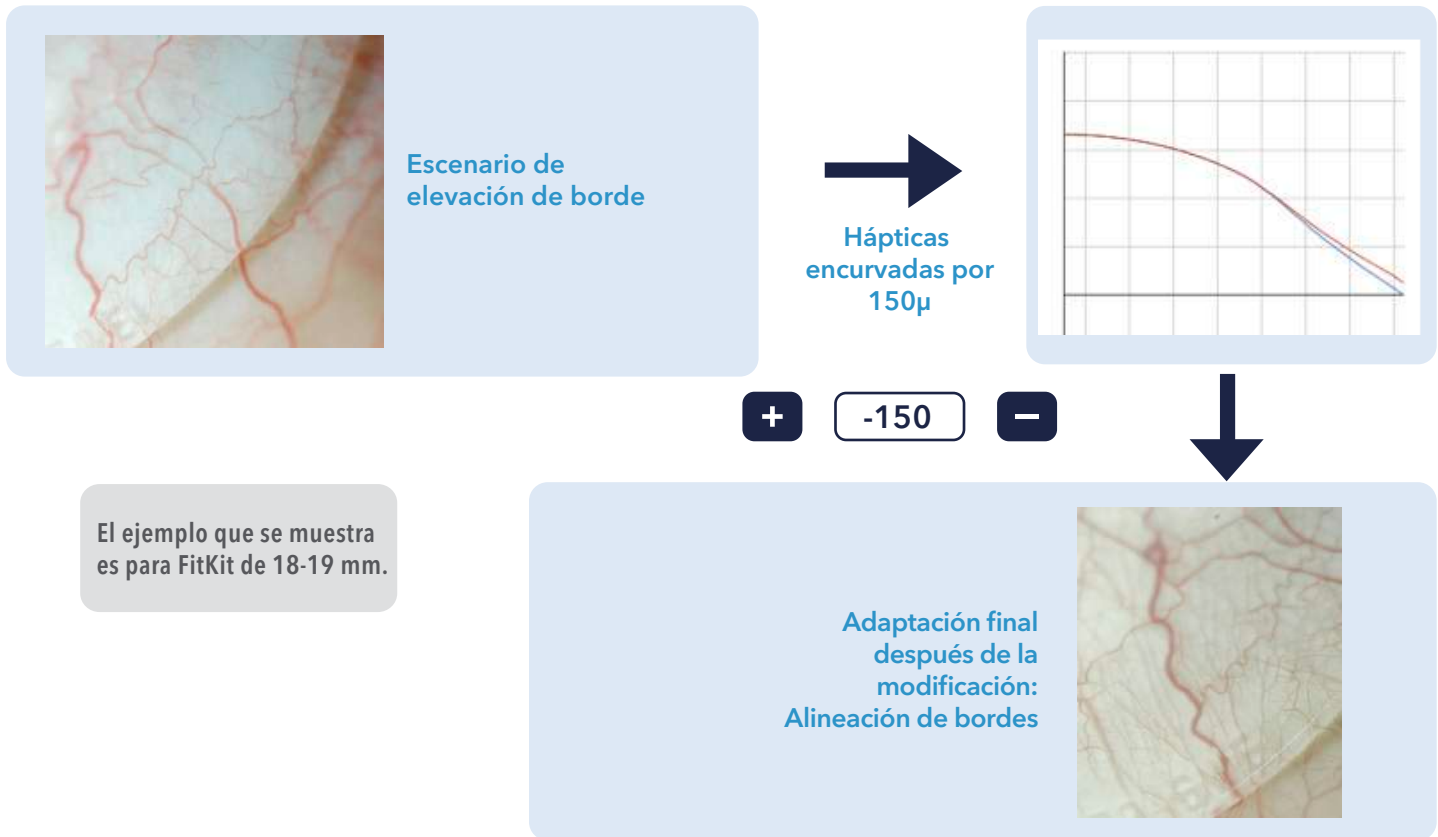 Escenario de
elevación de borde
Hápticas
encurvadas por
150µ
+ -150 −
El ejemplo que se muestra
es para FitKit de 18-19 mm.
Adaptación final
después de la
modificación:
Alineación de bordes